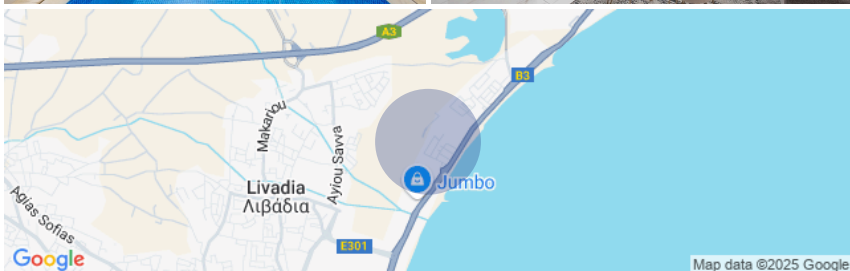 A3
B3
Makariou
Ayiou Savva
Jumbo
Livadia
Λιβάδια
Agias Sofias
E301
Google
Map data ©2025 Google